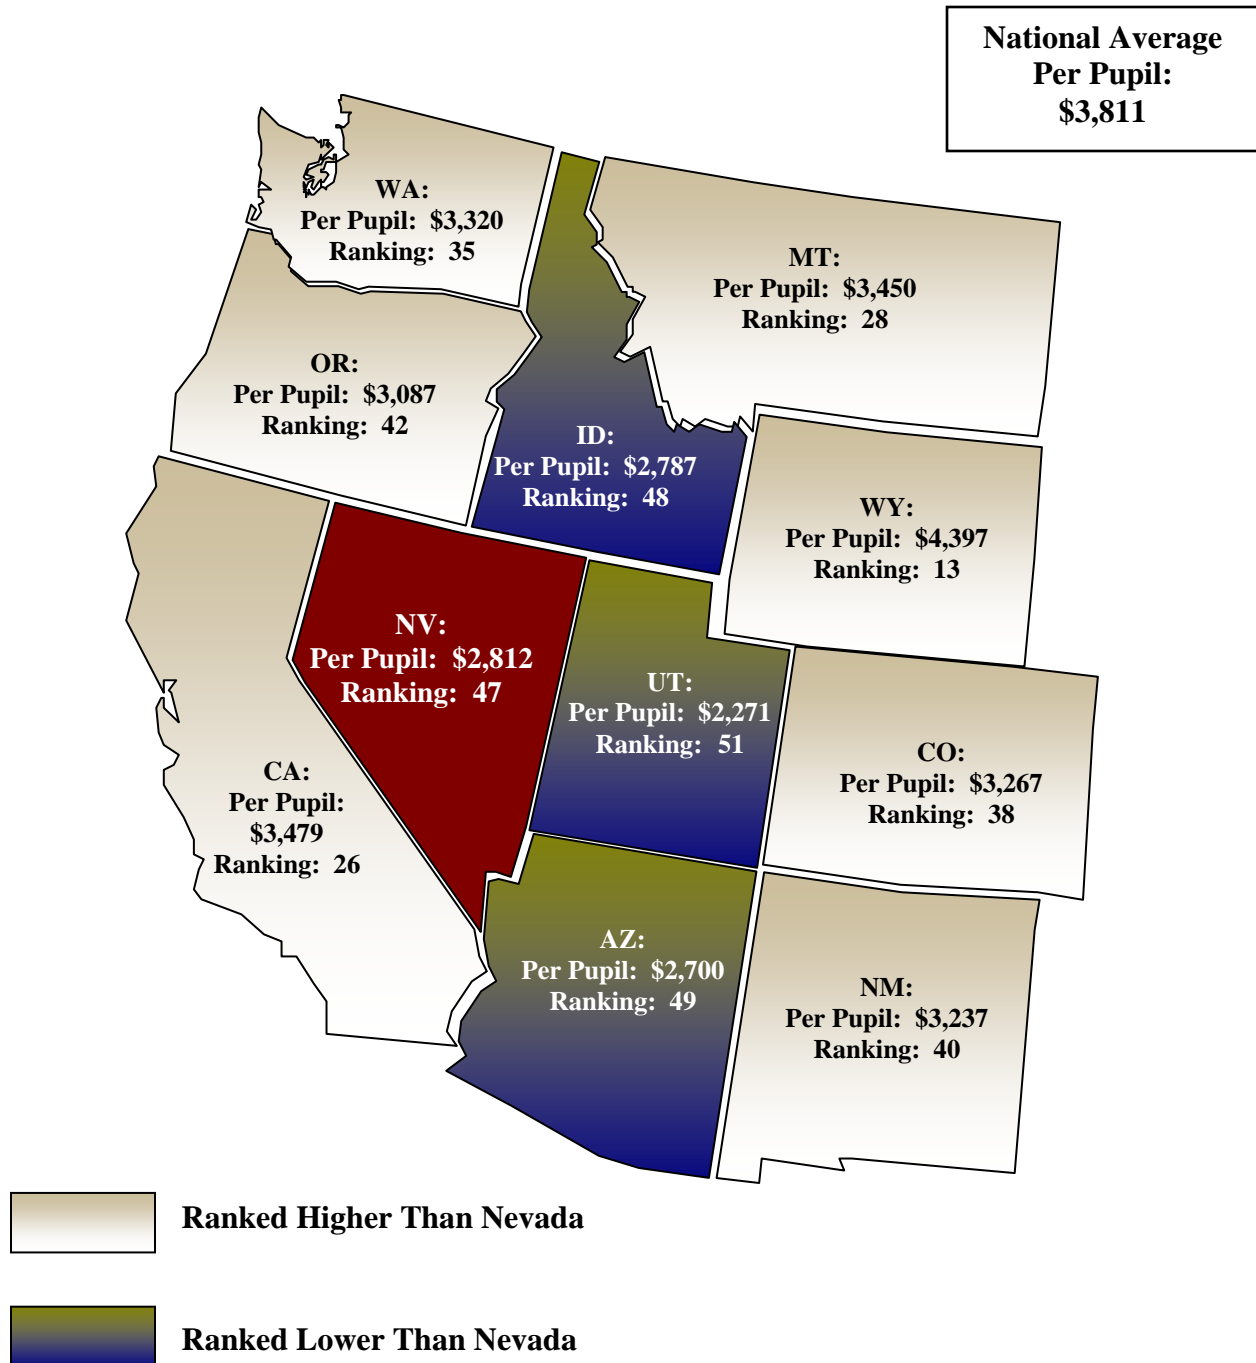 National Average
Per Pupil:
$3,811
WA:
Per Pupil: $3,320
Ranking: 35
MT:
Per Pupil: $3,450
Ranking: 28
OR:
Per Pupil: $3,087
Ranking: 42
ID:
Per Pupil: $2,787
Ranking: 48
WY:
Per Pupil: $4,397
Ranking: 13
NV:
Per Pupil: $2,812
Ranking: 47
UT:
Per Pupil: $2,271
Ranking: 51
CO:
Per Pupil: $3,267
Ranking: 38
CA:
Per Pupil:
$3,479
Ranking: 26
AZ:
Per Pupil: $2,700
Ranking: 49
NM:
Per Pupil: $3,237
Ranking: 40
Ranked Higher Than Nevada
Ranked Lower Than Nevada